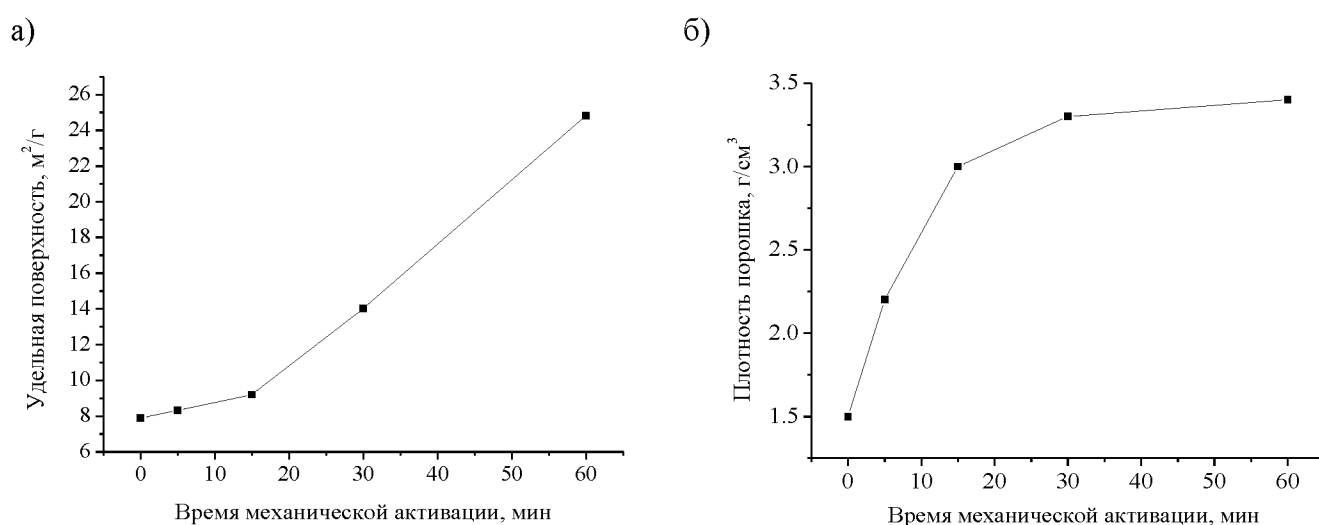 а)
Удельная поверхность, м²/г
26
24
22
20
18
16
14
12
10
8
6
0 10 20 30 40 50 60
Время механической активации, мин
б)
Плотность порошка, г/см³
3.5
3.0
2.5
2.0
1.5
0 10 20 30 40 50 60
Время механической активации, мин